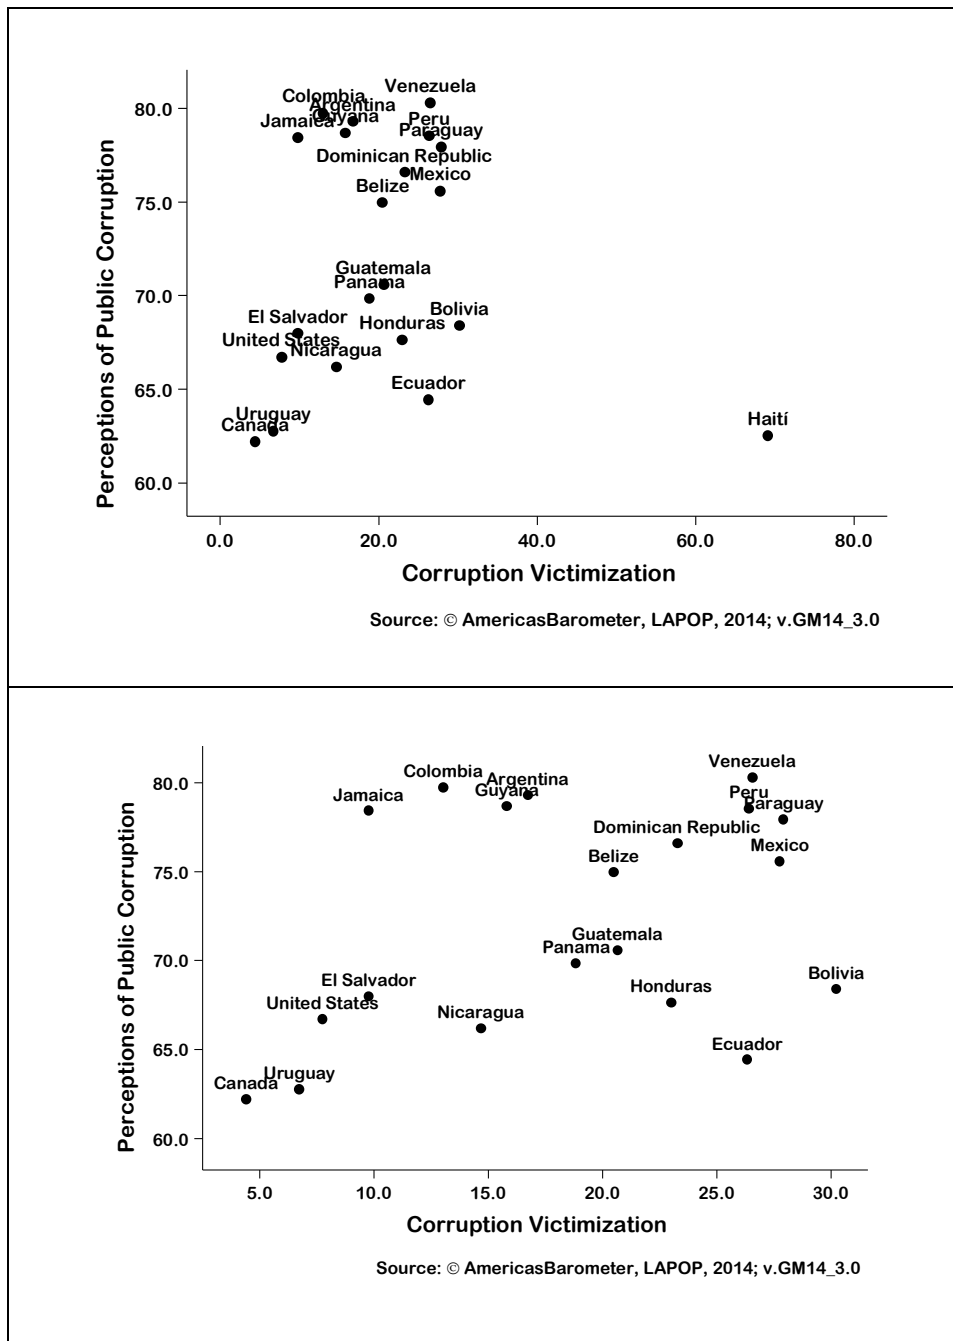 Perceptions of Public Corruption
80.0
75.0
70.0
65.0
60.0
Venezuela
Colombia
Argentina
Guyana
Peru
Jamaica
Paraguay
Dominican Republic
Mexico
Belize
Guatemala
Panama
Bolivia
El Salvador
Honduras
United States
Nicaragua
Ecuador
Uruguay
Haití
Canada
0.0 20.0 40.0 60.0 80.0
Corruption Victimization
Source: © AmericasBarometer, LAPOP, 2014; v.GM14_3.0
Perceptions of Public Corruption
80.0
75.0
70.0
65.0
60.0
Venezuela
Colombia
Argentina
Guyana
Peru
Jamaica
Paraguay
Dominican Republic
Mexico
Belize
Guatemala
Panama
Bolivia
El Salvador
Honduras
United States
Nicaragua
Ecuador
Uruguay
Canada
5.0 10.0 15.0 20.0 25.0 30.0
Corruption Victimization
Source: © AmericasBarometer, LAPOP, 2014; v.GM14_3.0